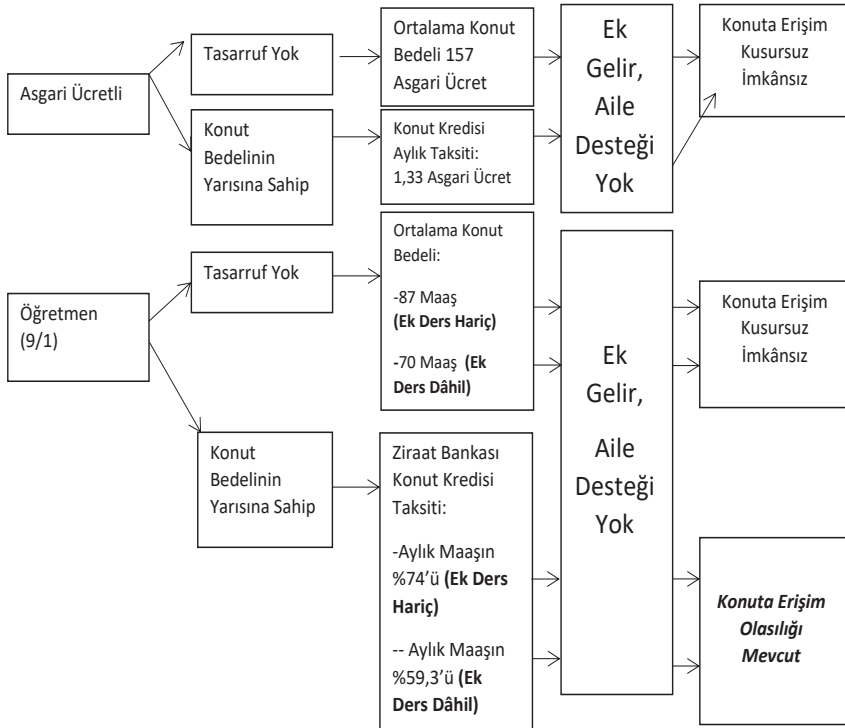 Asgari Ücretli
Tasarruf Yok
Ortalama Konut
Bedeli 157
Asgari Ücret
Konut
Bedelinin
Yarısına Sahip
Konut Kredisi
Aylık Taksiti:
1,33 Asgari Ücret
Ek
Gelir,
Aile
Desteği
Yok
Konuta Erişim
Kusursuz
İmkânsız
Öğretmen
(9/1)
Tasarruf Yok
Ortalama Konut
Bedeli:
-87 Maaş
(Ek Ders Hariç)
-70 Maaş (Ek
Ders Dâhil)
Konut
Bedelinin
Yarısına Sahip
Ziraat Bankası
Konut Kredisi
Taksiti:
-Aylık Maaşın
%74’ü (Ek Ders
Hariç)
-- Aylık Maaşın
%59,3’ü (Ek
Ders Dâhil)
Ek
Gelir,
Aile
Desteği
Yok
Konuta Erişim
Kusursuz
İmkânsız
Konuta Erişim
Olasılığı
Mevcut